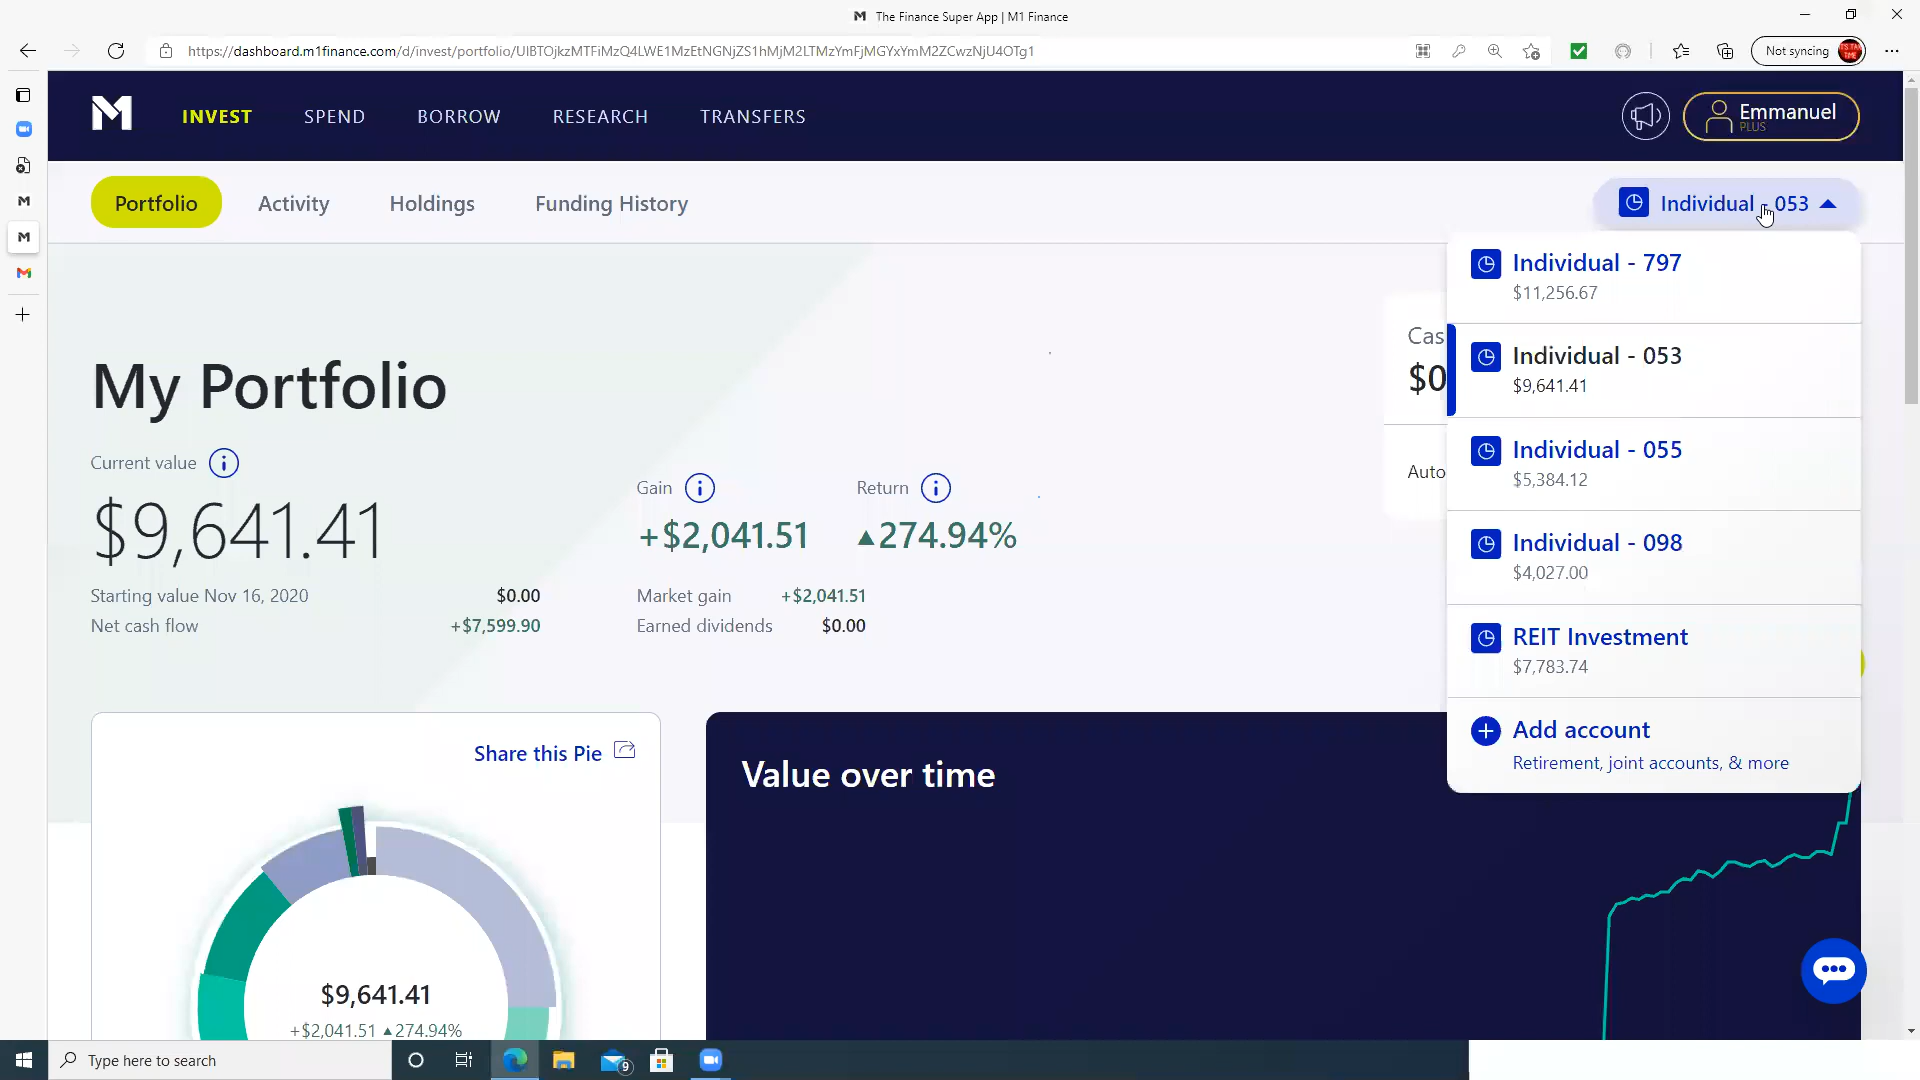 The Finance Super App | M1 Finance
https://dashboard.m1finance.com/d/invest/portfolio/UlBTOjkzMTFiMzQ4LWE1MzEtNGNjZS1hMjM2LTMzYmFjMGYxYmM2ZCwzNjU4OTg1
Not syncing
INVEST
SPEND
BORROW
RESEARCH
TRANSFERS
Emmanuel
PLUS
Portfolio
Activity
Holdings
Funding History
Individual - 053
Individual - 797
$11,256.67
Individual - 053
$9,641.41
Individual - 055
$5,384.12
Individual - 098
$4,027.00
REIT Investment
$7,783.74
Add account
Retirement, joint accounts, & more
Cas
$0
Auto
My Portfolio
Current value
$9,641.41
Starting value Nov 16, 2020 $0.00
Net cash flow +$7,599.90
Gain
+$2,041.51
Return
▲274.94%
Market gain +$2,041.51
Earned dividends $0.00
Share this Pie
$9,641.41
+$2,041.51 ▲274.94%
Value over time
Type here to search
9